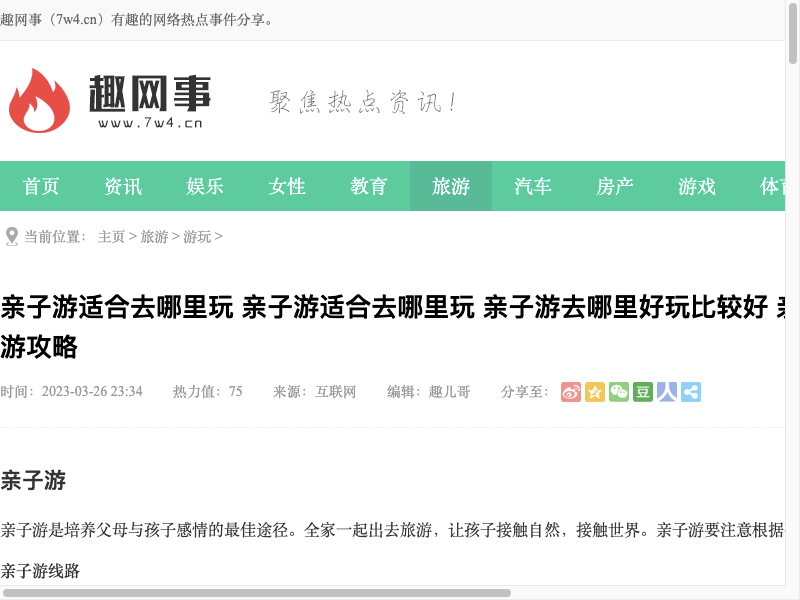 趣网事（7w4.cn）有趣的网络热点事件分享。
趣网事
www.7w4.cn
聚焦热点资讯！
首页 资讯 娱乐 女性 教育 旅游 汽车 房产 游戏 体育
当前位置： 主页 > 旅游 > 游玩 >
亲子游适合去哪里玩 亲子游适合去哪里玩 亲子游去哪里好玩比较好
游攻略
时间：2023-03-26 23:34 热力值：75 来源：互联网 编辑：趣儿哥 分享至：
豆
亲子游
亲子游是培养父母与孩子感情的最佳途径。全家一起出去旅游，让孩子接触自然，接触世界。亲子游要注意根据
亲子游线路